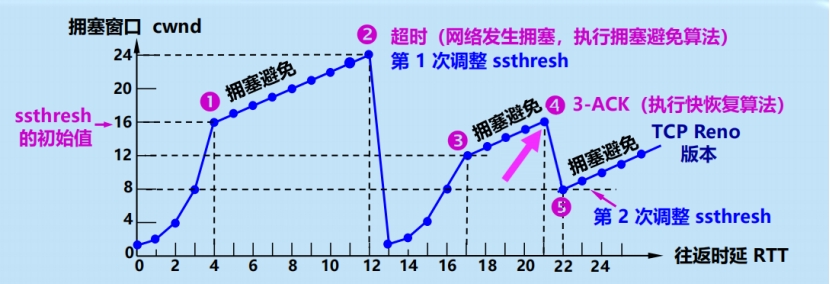 拥塞窗口 cwnd
24
20
16
12
8
4
0
ssthresh
的初始值
❶
拥塞避免
❷ 超时（网络发生拥塞，执行拥塞避免算法）
第 1 次调整 ssthresh
❸
拥塞避免
❹ 3-ACK（执行快恢复算法）
TCP Reno
版本
拥塞避免
❺
第 2 次调整 ssthresh
0 2 4 6 8 10 12 14 16 18 20 22 24
往返时延 RTT